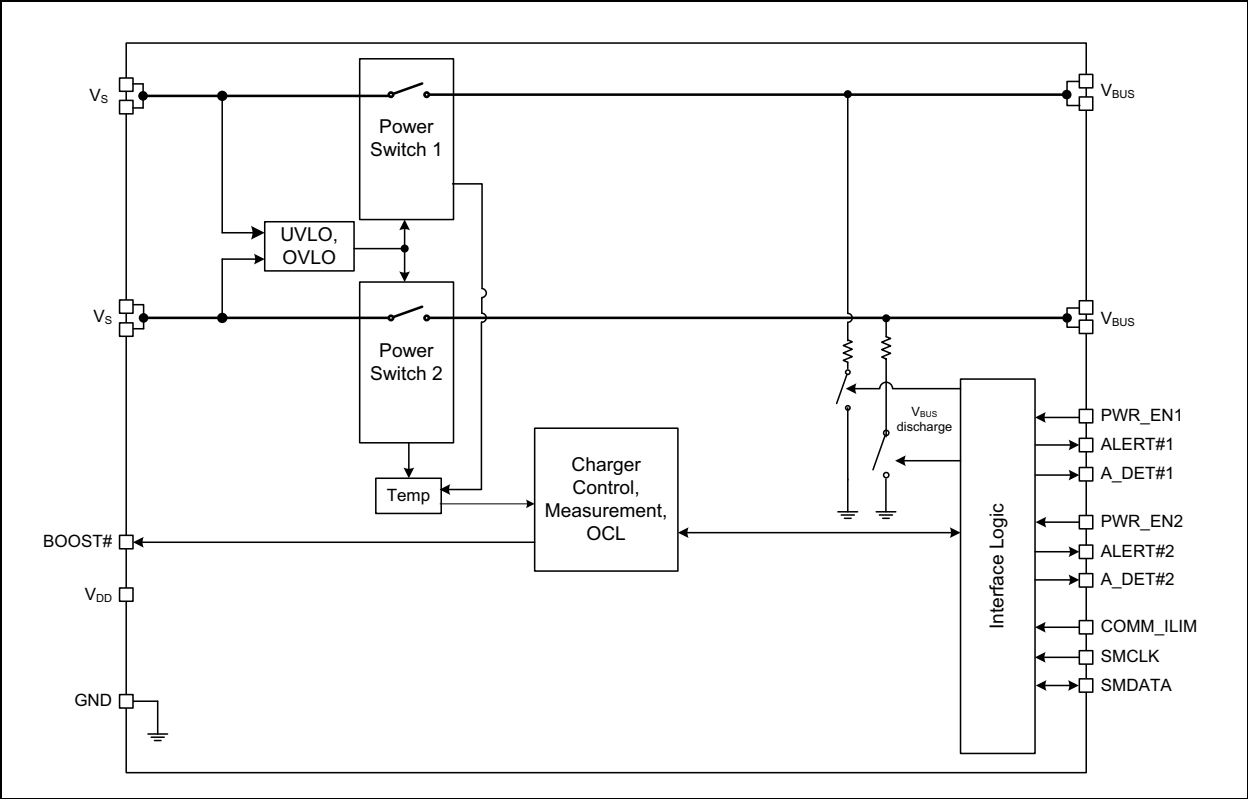 VS
VBUS
Power
Switch 1
UVLO,
OVLO
VS
VBUS
Power
Switch 2
VBUS
discharge
PWR_EN1
ALERT#1
A_DET#1
Temp
Charger
Control,
Measurement,
OCL
Interface Logic
BOOST#
PWR_EN2
ALERT#2
A_DET#2
VDD
COMM_ILIM
SMCLK
SMDATA
GND